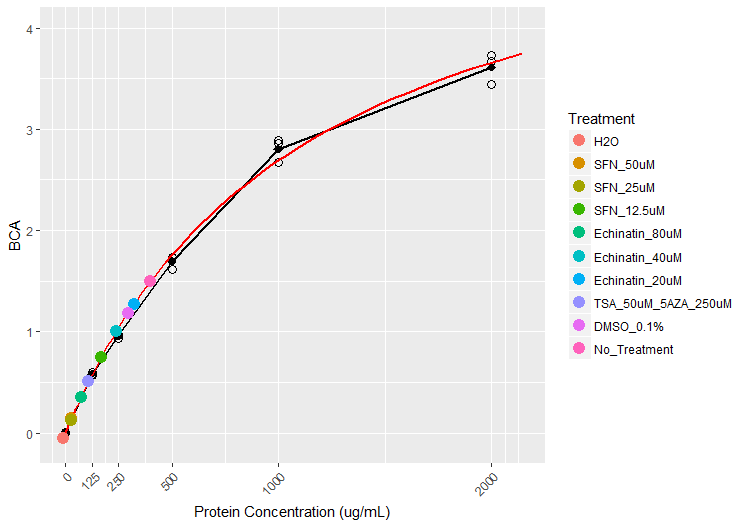 4
3
2
1
0
BCA
0
125
250
500
1000
2000
Protein Concentration (ug/mL)
Treatment
H2O
SFN_50uM
SFN_25uM
SFN_12.5uM
Echinatin_80uM
Echinatin_40uM
Echinatin_20uM
TSA_50uM_5AZA_250uM
DMSO_0.1%
No_Treatment